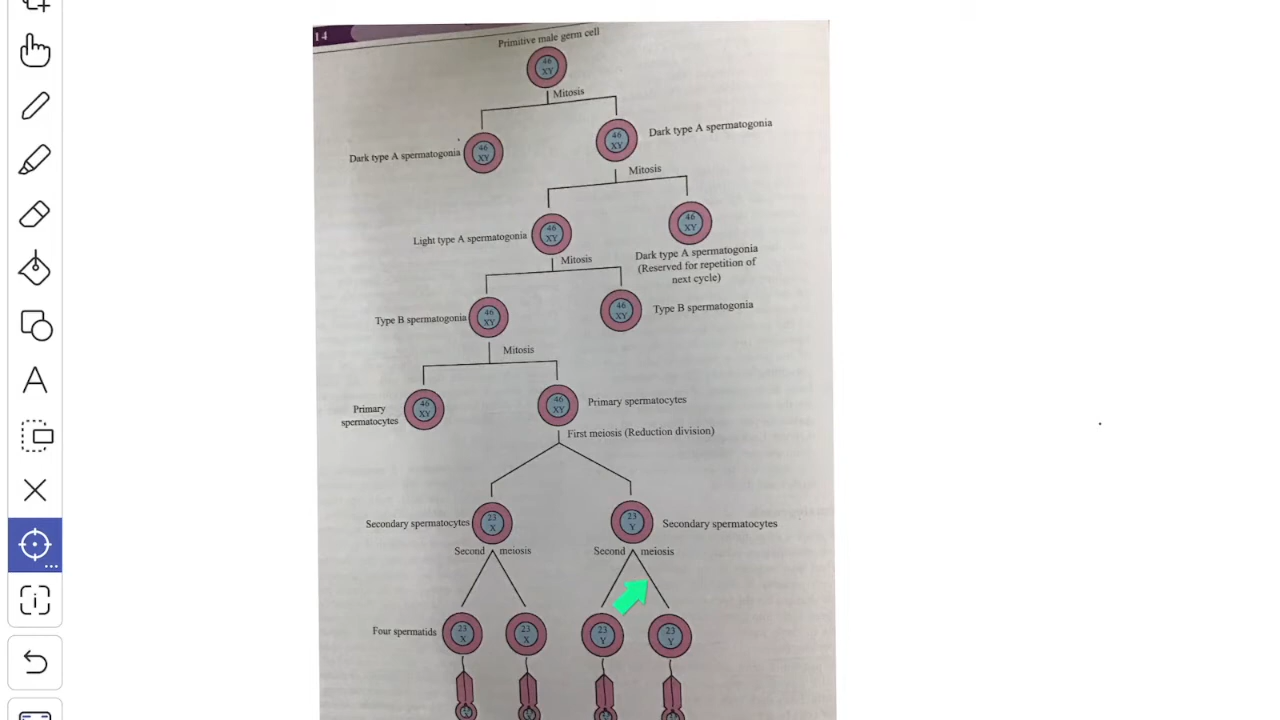 14
Primitive male germ cell
46
XY
Mitosis
Dark type A spermatogonia
46
XY
46
XY
Dark type A spermatogonia
Mitosis
Light type A spermatogonia
46
XY
46
XY
Dark type A spermatogonia
(Reserved for repetition of
next cycle)
Mitosis
Type B spermatogonia
46
XY
46
XY
Type B spermatogonia
Mitosis
Primary
spermatocytes
46
XY
46
XY
Primary spermatocytes
First meiosis (Reduction division)
Secondary spermatocytes
23
X
23
Y
Secondary spermatocytes
Second meiosis
Second meiosis
Four spermatids
23
X
23
X
23
Y
23
Y
A
i